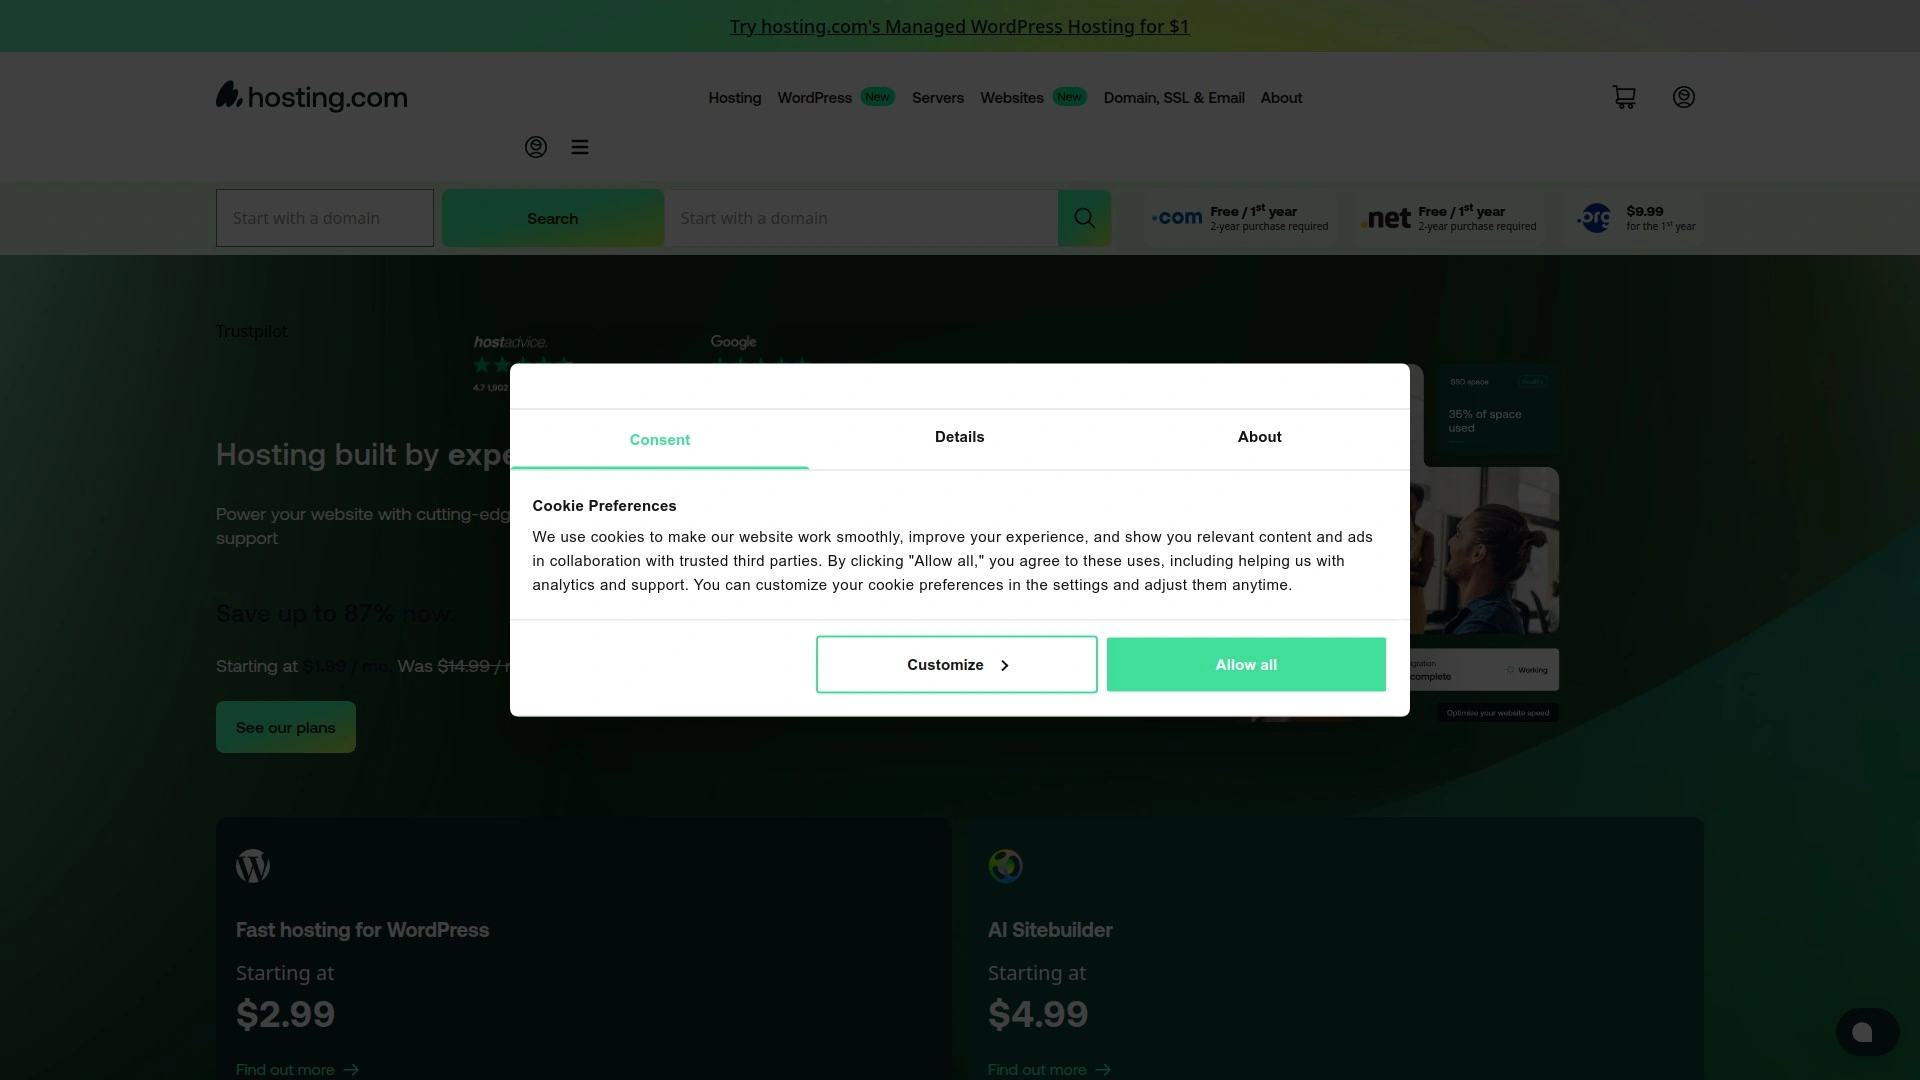 Try hosting.com's Managed WordPress Hosting for $1
hosting.com
Hosting WordPress New Servers Websites New Domain, SSL & Email About
Start with a domain Search Start with a domain
.com Free / 1st year
2-year purchase required
.net Free / 1st year
2-year purchase required
.org $9.99
for the 1st year
Trustpilot
hostadvice.
4.7 1,903
Google
Hosting built by
Power your website with
support
Save up to 87% now.
Starting at $1.99 / mo. Was $14.99 /
See our plans
SSD space
35% of space
used
complete
Working
Optimise your website speed
Consent Details About
Cookie Preferences
We use cookies to make our website work smoothly, improve your experience, and show you relevant content and ads
in collaboration with trusted third parties. By clicking "Allow all," you agree to these uses, including helping us with
analytics and support. You can customize your cookie preferences in the settings and adjust them anytime.
Customize Allow all
Fast hosting for WordPress
Starting at
$2.99
Find out more →
AI Sitebuilder
Starting at
$4.99
Find out more →